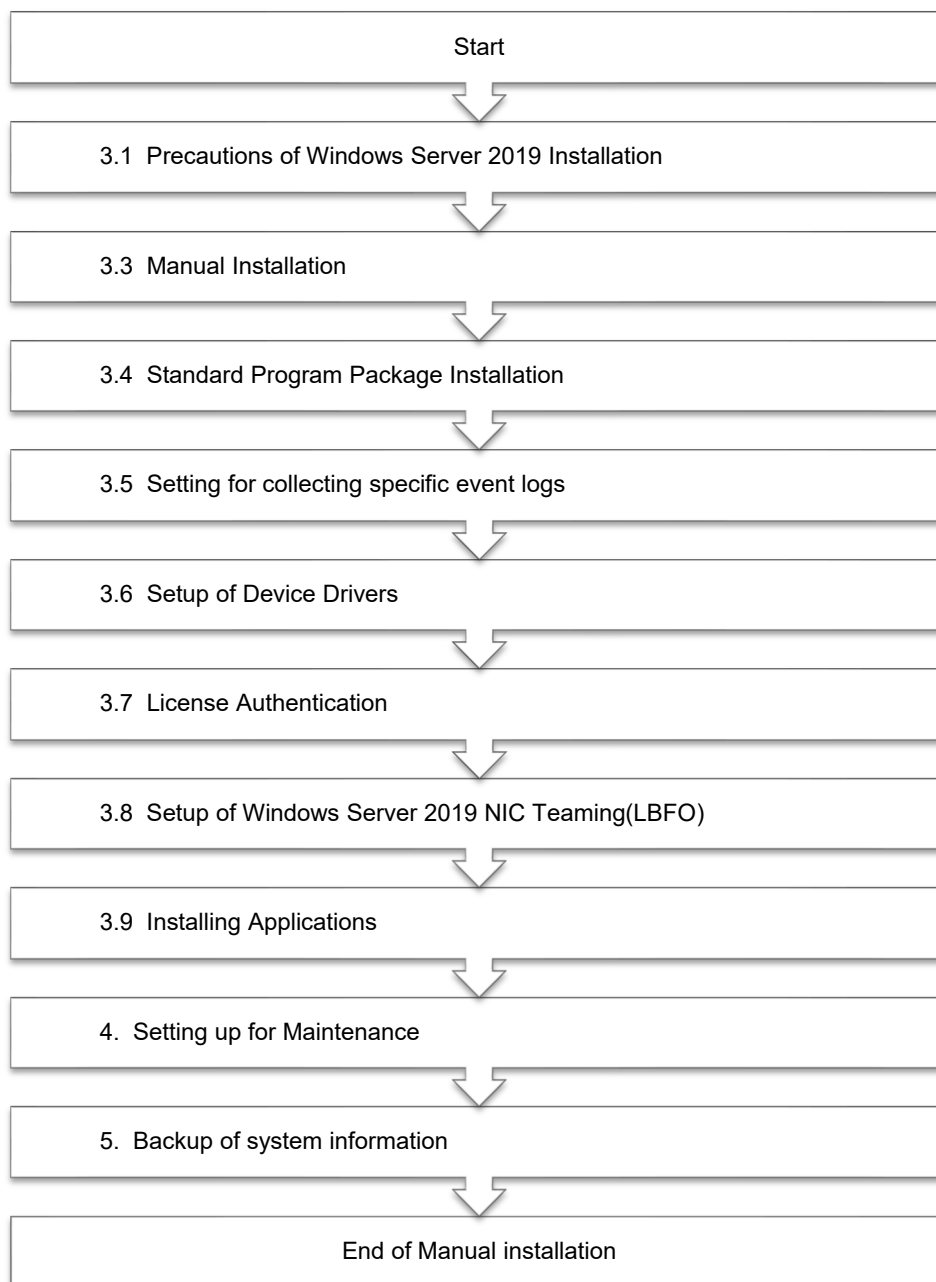 Start
3.1 Precautions of Windows Server 2019 Installation
3.3 Manual Installation
3.4 Standard Program Package Installation
3.5 Setting for collecting specific event logs
3.6 Setup of Device Drivers
3.7 License Authentication
3.8 Setup of Windows Server 2019 NIC Teaming(LBFO)
3.9 Installing Applications
4. Setting up for Maintenance
5. Backup of system information
End of Manual installation